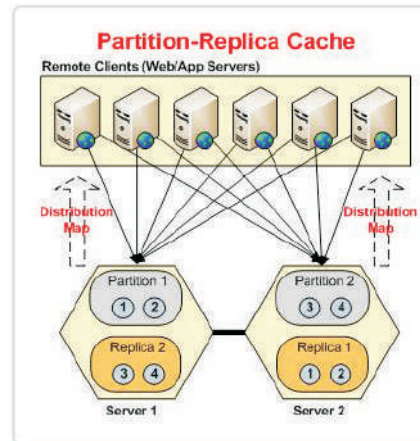 Partition-Replica Cache
Remote Clients (Web/App Servers)
Distribution
Map
Distribution
Map
Partition 1
1 2
Replica 2
3 4
Server 1
Partition 2
3 4
Replica 1
1 2
Server 2